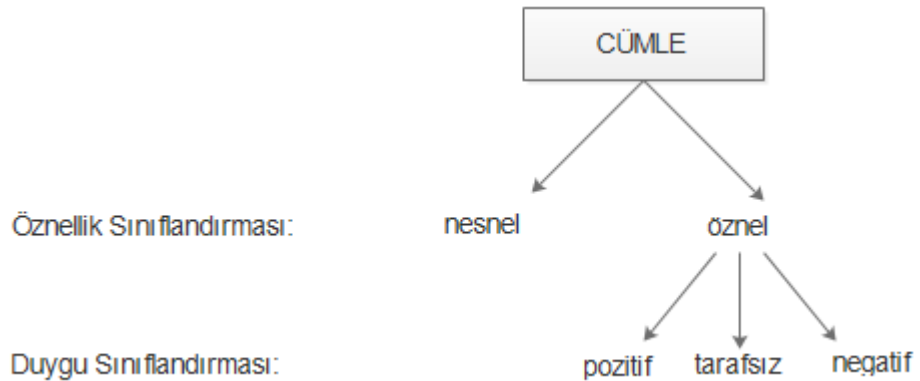 CÜMLE
Öznellik Sınıflandırması: nesnel öznel
Duygu Sınıflandırması: pozitif tarafsız negatif